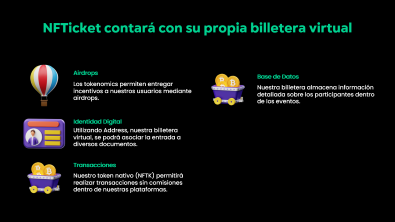 NFTicket contará con su propia billetera virtual
Airdrops
Los tokenomics permiten entregar
incentivos a nuestros usuarios mediante
airdrops.
Identidad Digital
Utilizando Address, nuestra billetera
virtual, se podrá asociar la entrada a
diversos documentos.
Transacciones
Nuestro token nativo (NFTK) permitirá
realizar transacciones sin comisiones
dentro de nuestras plataformas.
Base de Datos
Nuestra billetera almacena información
detallada sobre los participantes dentro
de los eventos.